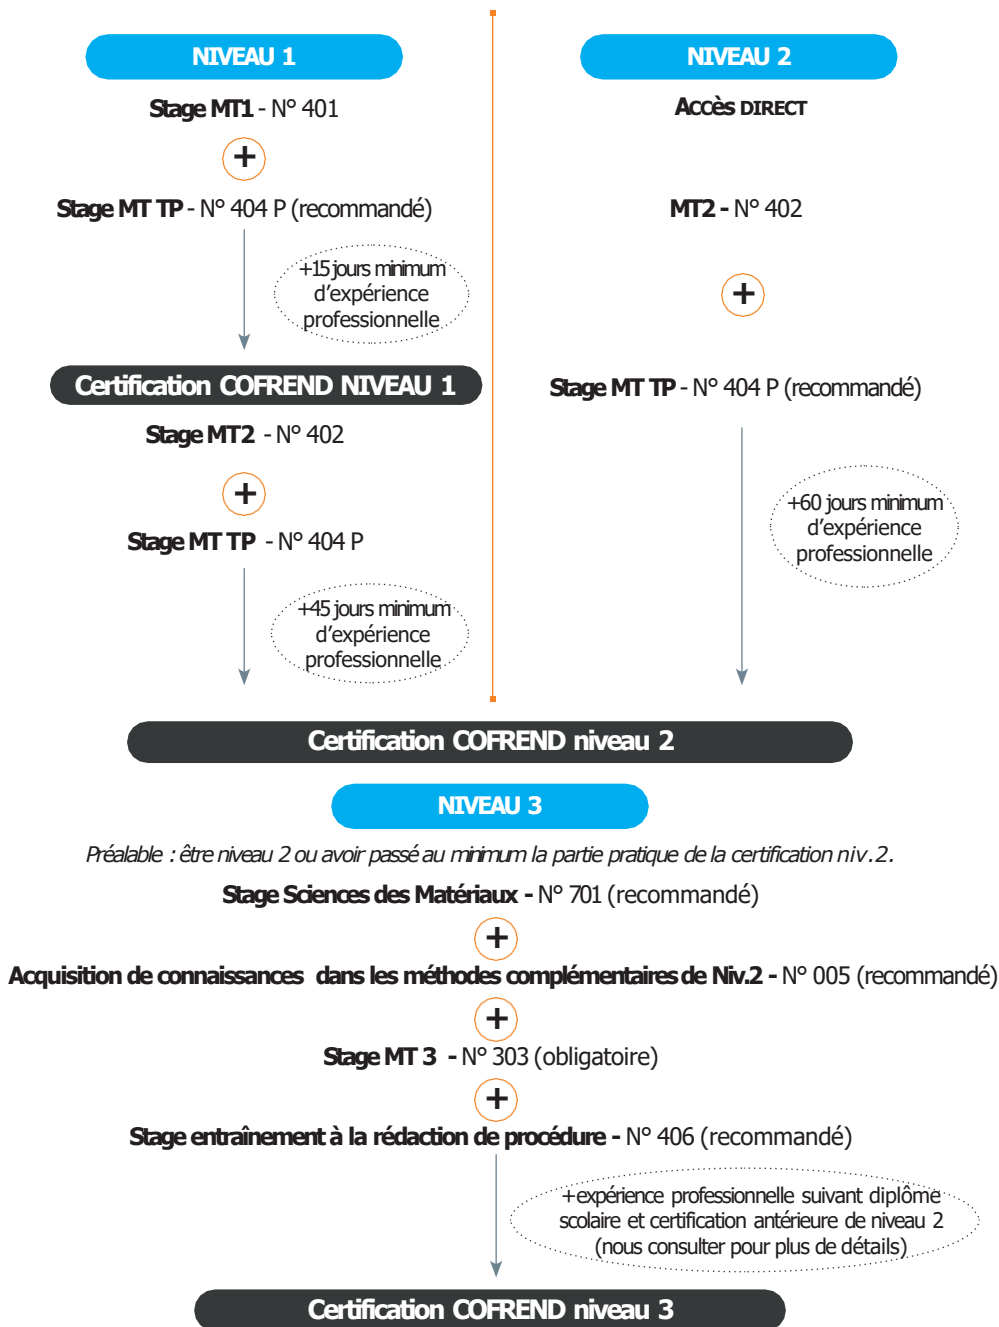 NIVEAU 1
Stage MT1 - N° 401
+
Stage MT TP - N° 404 P (recommandé)
+15 jours minimum
d'expérience
professionnelle
Certification COFREND NIVEAU 1
Stage MT2 - N° 402
+
Stage MT TP - N° 404 P
+45 jours minimum
d'expérience
professionnelle
NIVEAU 2
Accès DIRECT
MT2 - N° 402
+
Stage MT TP - N° 404 P (recommandé)
+60 jours minimum
d'expérience
professionnelle
Certification COFREND niveau 2
NIVEAU 3
Préalable : être niveau 2 ou avoir passé au minimum la partie pratique de la certification niv.2.
Stage Sciences des Matériaux - N° 701 (recommandé)
+
Acquisition de connaissances dans les méthodes complémentaires de Niv.2 - N° 005 (recommandé)
+
Stage MT 3 - N° 303 (obligatoire)
+
Stage entraînement à la rédaction de procédure - N° 406 (recommandé)
+expérience professionnelle suivant diplôme
scolaire et certification antérieure de niveau 2
(nous consulter pour plus de détails)
Certification COFREND niveau 3